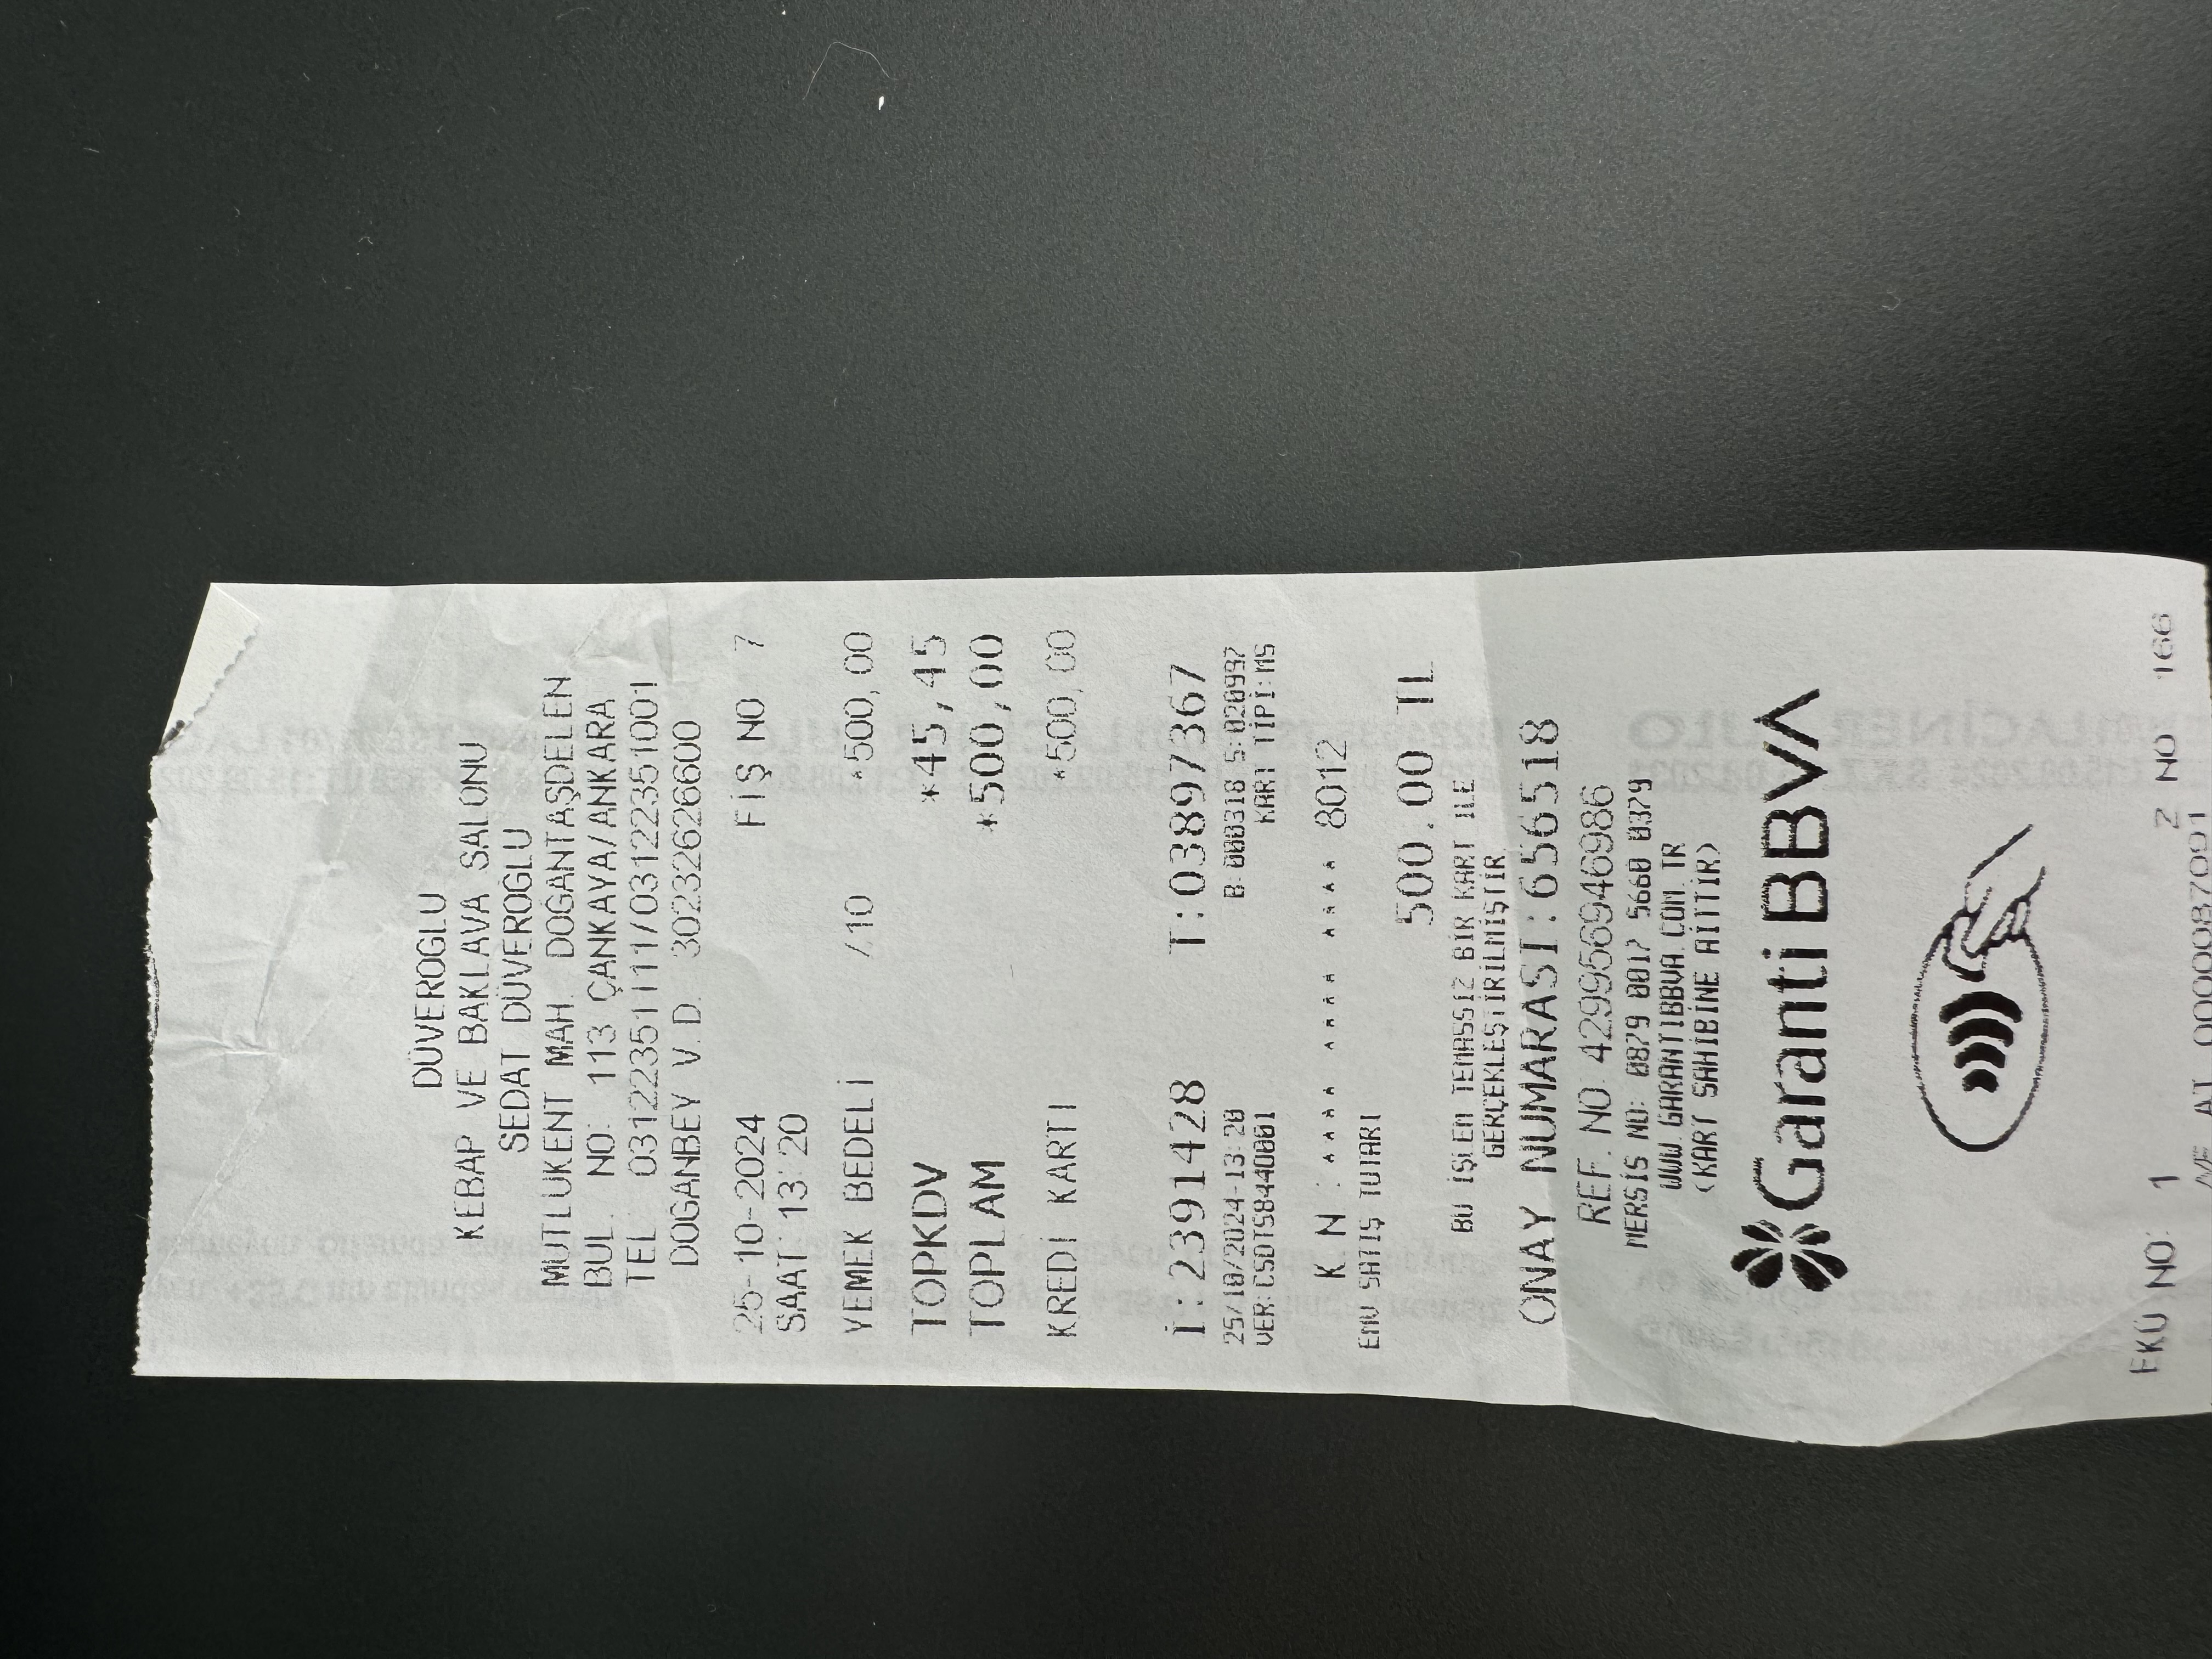 DÜVEROGLU
KEBAP VE BAKLAVA SALONU
SEDAT DÜVEROĞLU
MUTLUKENT MAH. DOĞANTAŞDELEN
BUL. NO: 113 ÇANKAYA/ANKARA
TEL: 03122351111/03122351001
DOĞANBEY V.D. 30232626600
25-10-2024 FİŞ NO 7
SAAT:13:20
YEMEK BEDELİ /10 *500,00
TOPKDV *45,45
TOPLAM *500,00
KREDİ KARTI *500,00
İ:2391428 T:03897367
25/10/2024-13:20 B:000318 S:020997
VER:CSDTS8440001 KART TİPİ:MS
K N :**** **** **** 8012
EMV SATIŞ TUTARI
500.00 TL
BU İŞLEM TEMASSIZ BİR KART ILE
GERÇEKLEŞTİRİLMİŞTİR.
ONAY NUMARASI:656518
REF. NO:429956946986
MERSİS NO: 0879 0017 5660 0379
WWW.GARANTIBBVA.COM.TR
(KART SAHİBİNE AİTTİR)
Garanti BBVA
EKÜ NO: 1 Z NO 166
AT 0000087091